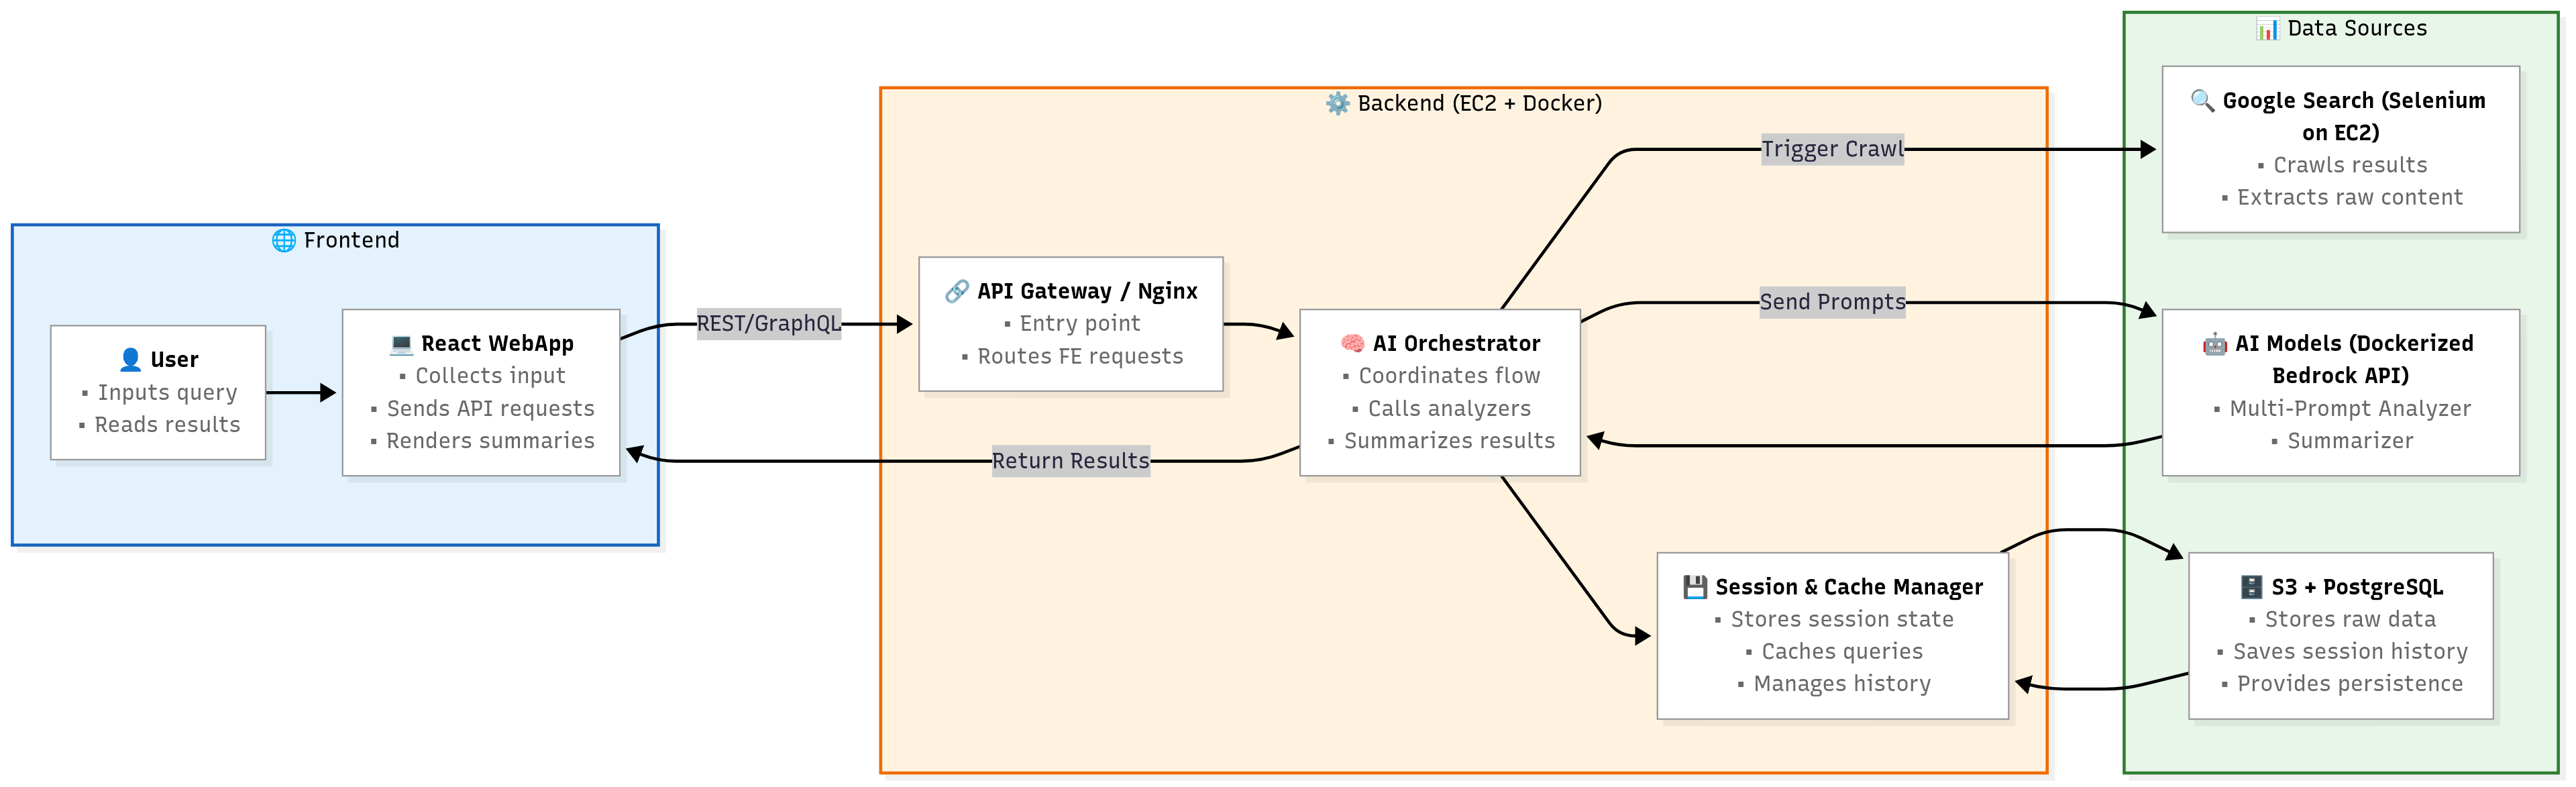 🌐 Frontend
👤 User
▪ Inputs query
▪ Reads results
💻 React WebApp
▪ Collects input
▪ Sends API requests
▪ Renders summaries
REST/GraphQL
Return Results
⚙️ Backend (EC2 + Docker)
🔗 API Gateway / Nginx
▪ Entry point
▪ Routes FE requests
🧠 AI Orchestrator
▪ Coordinates flow
▪ Calls analyzers
▪ Summarizes results
Trigger Crawl
Send Prompts
💾 Session & Cache Manager
▪ Stores session state
▪ Caches queries
▪ Manages history
📊 Data Sources
🔍 Google Search (Selenium
on EC2)
▪ Crawls results
▪ Extracts raw content
🤖 AI Models (Dockerized
Bedrock API)
▪ Multi-Prompt Analyzer
▪ Summarizer
🗄️ S3 + PostgreSQL
▪ Stores raw data
▪ Saves session history
▪ Provides persistence